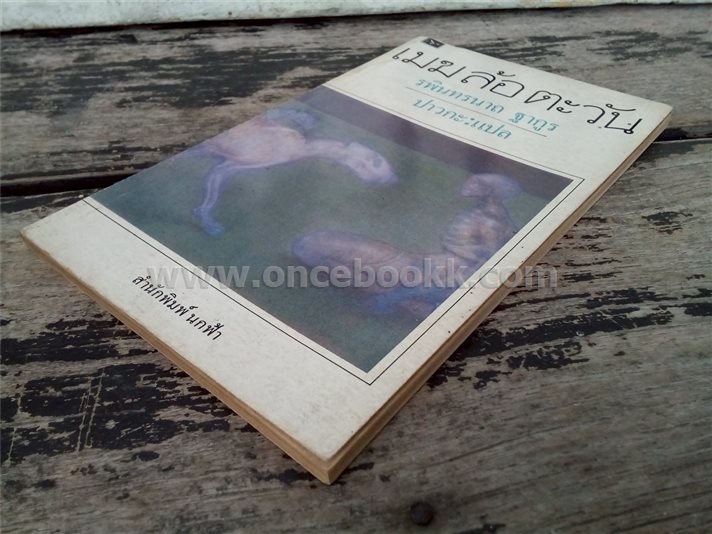 เมฆล้อตะวัน
รพินทรนาถ ฐากูร
ปาวกะ:แปล
www.oncebookk.com
สำนักพิมพ์นกฟ้า